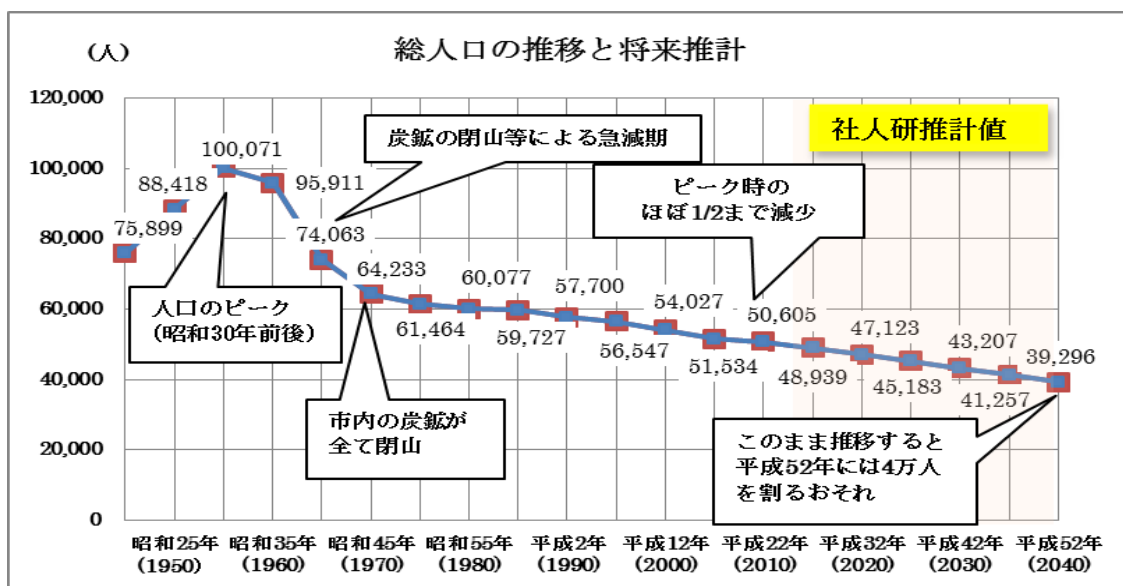 総人口の推移と将来推計
(人)
120,000
100,000
80,000
60,000
40,000
20,000
0
社人研推計値
炭鉱の閉山等による急減期
ピーク時の
ほぼ1/2まで減少
人口のピーク
(昭和30年前後)
市内の炭鉱が
全て閉山
このまま推移すると
平成52年には4万人
を割るおそれ
75,899
88,418
100,071
95,911
74,063
64,233
61,464
60,077
59,727
57,700
56,547
54,027
51,534
50,605
48,939
47,123
45,183
43,207
41,257
39,296
昭和25年
(1950)
昭和35年
(1960)
昭和45年
(1970)
昭和55年
(1980)
平成2年
(1990)
平成12年
(2000)
平成22年
(2010)
平成32年
(2020)
平成42年
(2030)
平成52年
(2040)